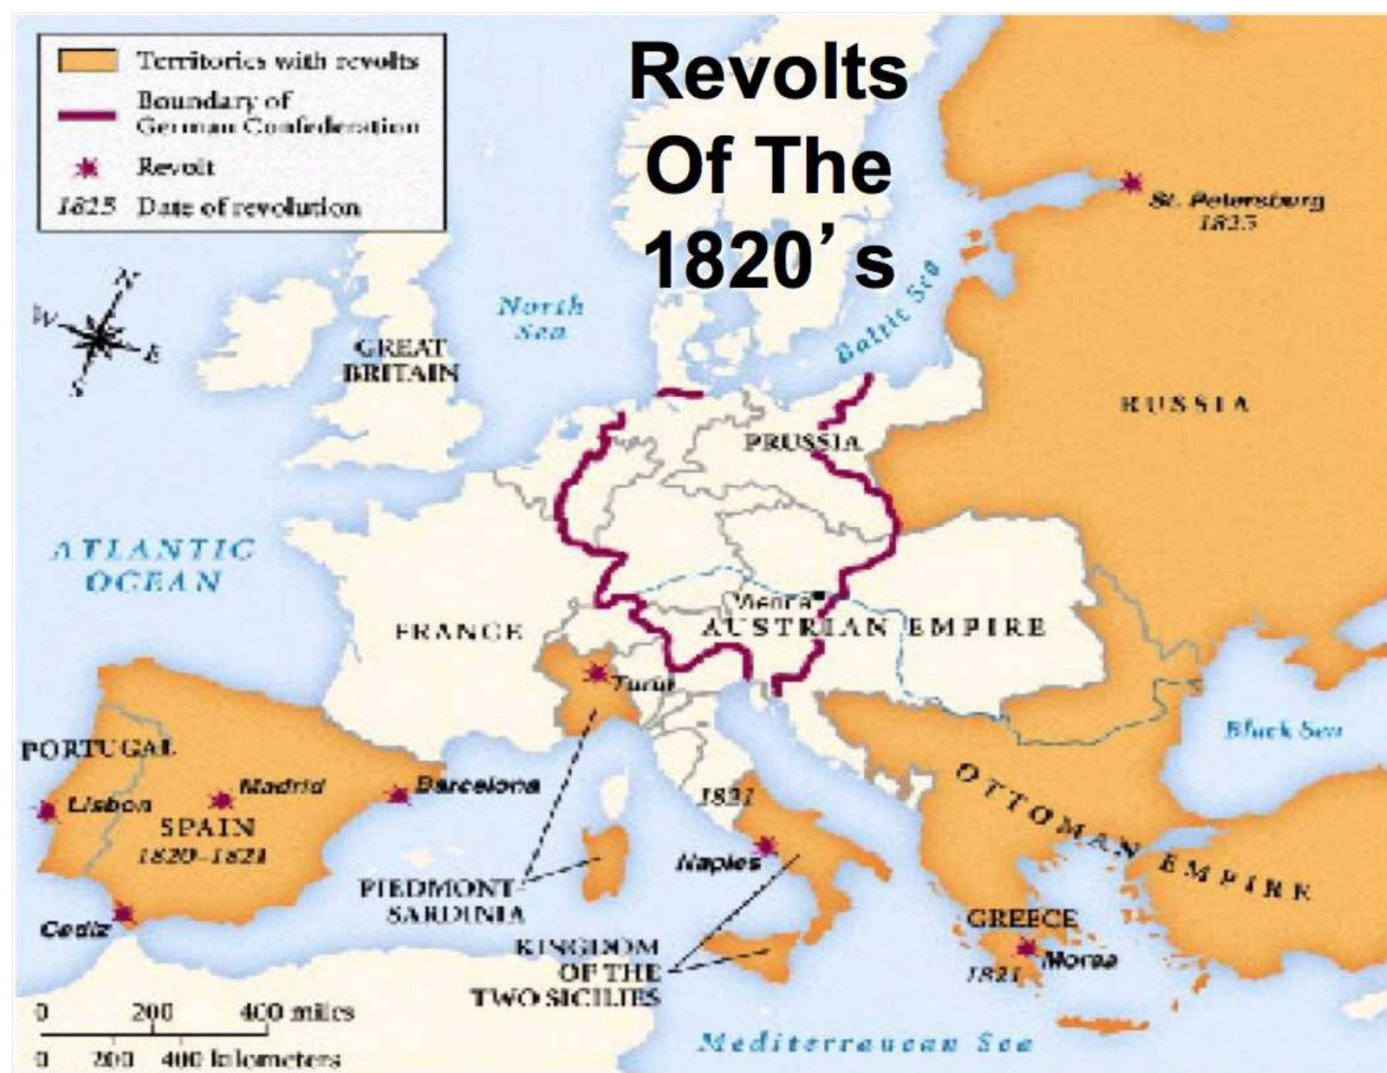 Revolts
Of The
1820's
Territories with revolts
Boundary of
German Confederation
Revolt
1825 Date of revolution
N
W
E
S
North
Sea
Baltic Sea
St. Petersburg
1825
GREAT
BRITAIN
RUSSIA
PRUSSIA
ATLANTIC
OCEAN
Vienna
FRANCE
AUSTRIAN EMPIRE
Turin
Black Sea
PORTUGAL
Madrid
Barcelona
Lisbon
SPAIN
1820-1821
1821
OTTOMAN EMPIRE
Naples
PIEDMONT-
SARDINIA
Cadiz
GREECE
KINGDOM
OF THE
TWO SICILIES
Morea
1821
0 200 400 miles
0 200 400 kilometers
Mediterranean Sea